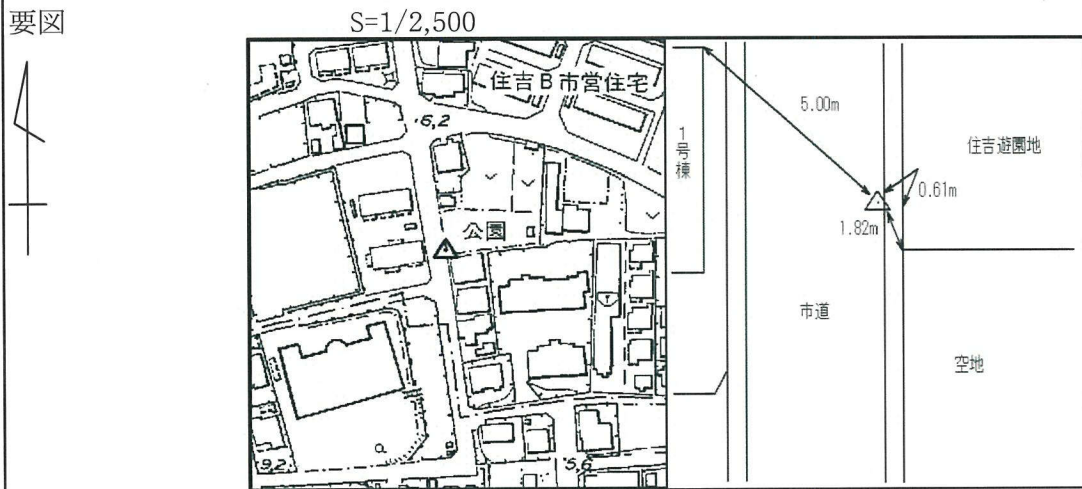 要図
S=1/2,500
住吉B市営住宅
6,2
公園
9,2
5,6
1号棟
5.00m
住吉遊園地
0.61m
1.82m
市道
空地